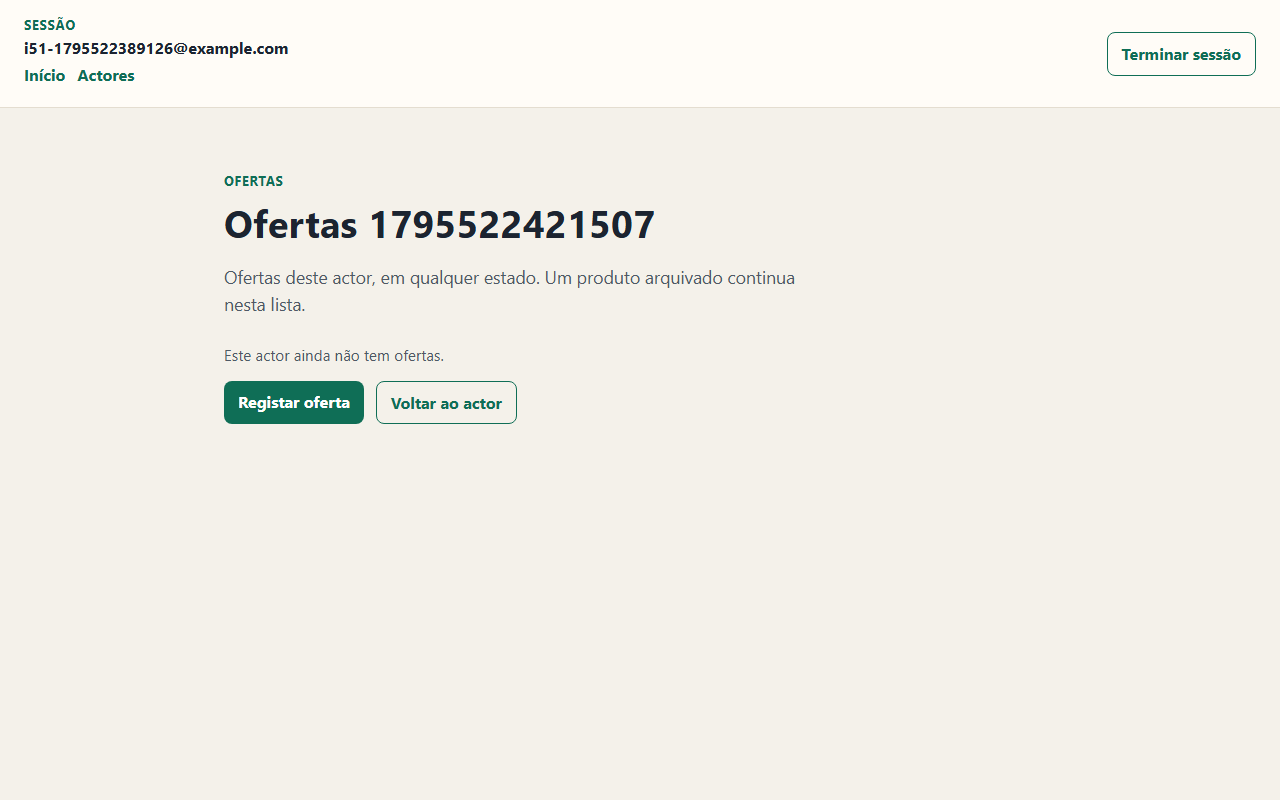 SESSÃO
i51-1795522389126@example.com
Início Actores
Terminar sessão
OFERTAS
Ofertas 1795522421507
Ofertas deste actor, em qualquer estado. Um produto arquivado continua
nesta lista.
Este actor ainda não tem ofertas.
Registar oferta
Voltar ao actor